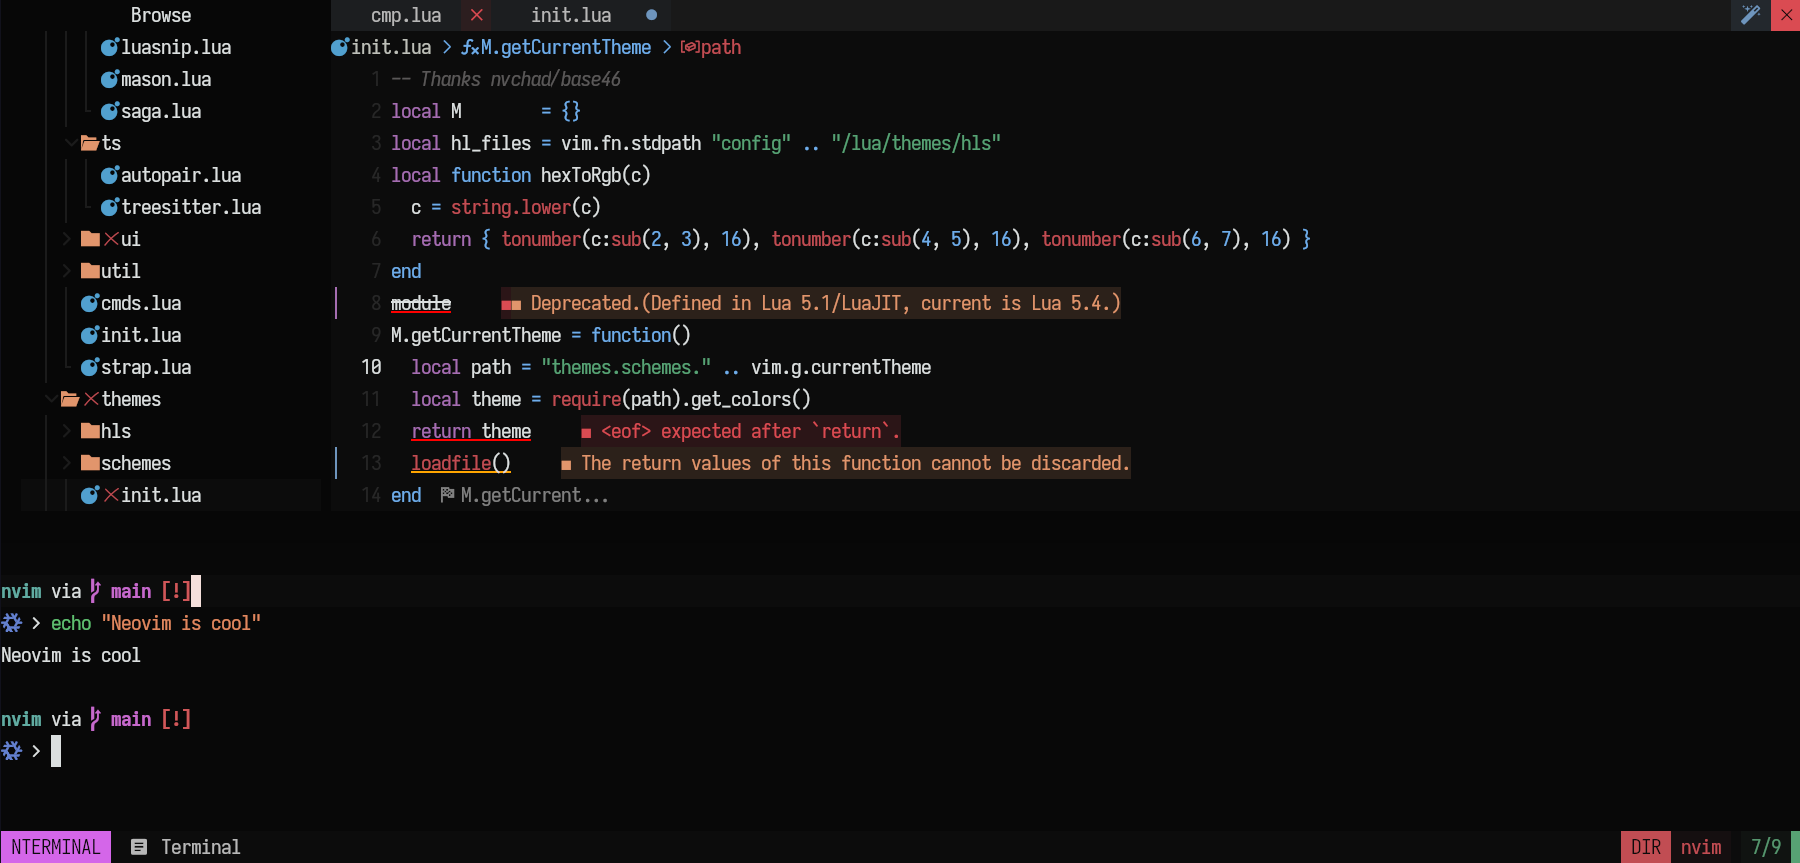 Browse
luasnip.lua
mason.lua
saga.lua
ts
autopair.lua
treesitter.lua
ui
util
cmds.lua
init.lua
strap.lua
themes
hls
schemes
init.lua
cmp.lua × init.lua ●
init.lua > M.getCurrentTheme > path
1 -- Thanks nvchad/base46
2 local M        = {}
3 local hl_files = vim.fn.stdpath "config" .. "/lua/themes/hls"
4 local function hexToRgb(c)
5   c = string.lower(c)
6   return { tonumber(c:sub(2, 3), 16), tonumber(c:sub(4, 5), 16), tonumber(c:sub(6, 7), 16) }
7 end
8 module     ■■ Deprecated.(Defined in Lua 5.1/LuaJIT, current is Lua 5.4.)
9 M.getCurrentTheme = function()
10   local path = "themes.schemes." .. vim.g.currentTheme
11   local theme = require(path).get_colors()
12   return theme     ■ <eof> expected after `return`.
13   loadfile()     ■ The return values of this function cannot be discarded.
14 end  M.getCurrent...
nvim via main [!]
> echo "Neovim is cool"
Neovim is cool
nvim via main [!]
>
NTERMINAL Terminal DIR nvim 7/9